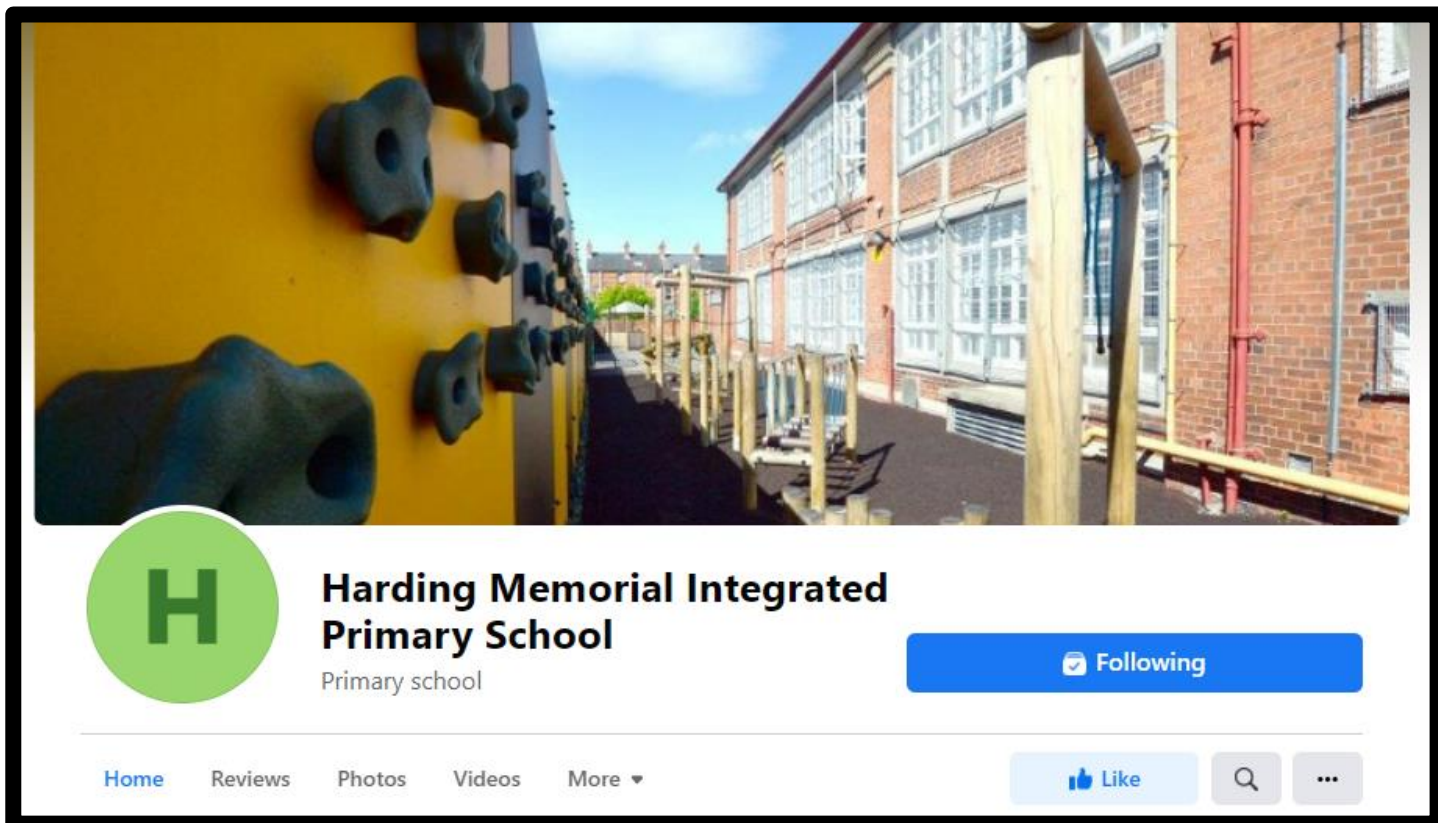 H
Harding Memorial Integrated
Primary School
Primary school
Following
Home Reviews Photos Videos More
Like